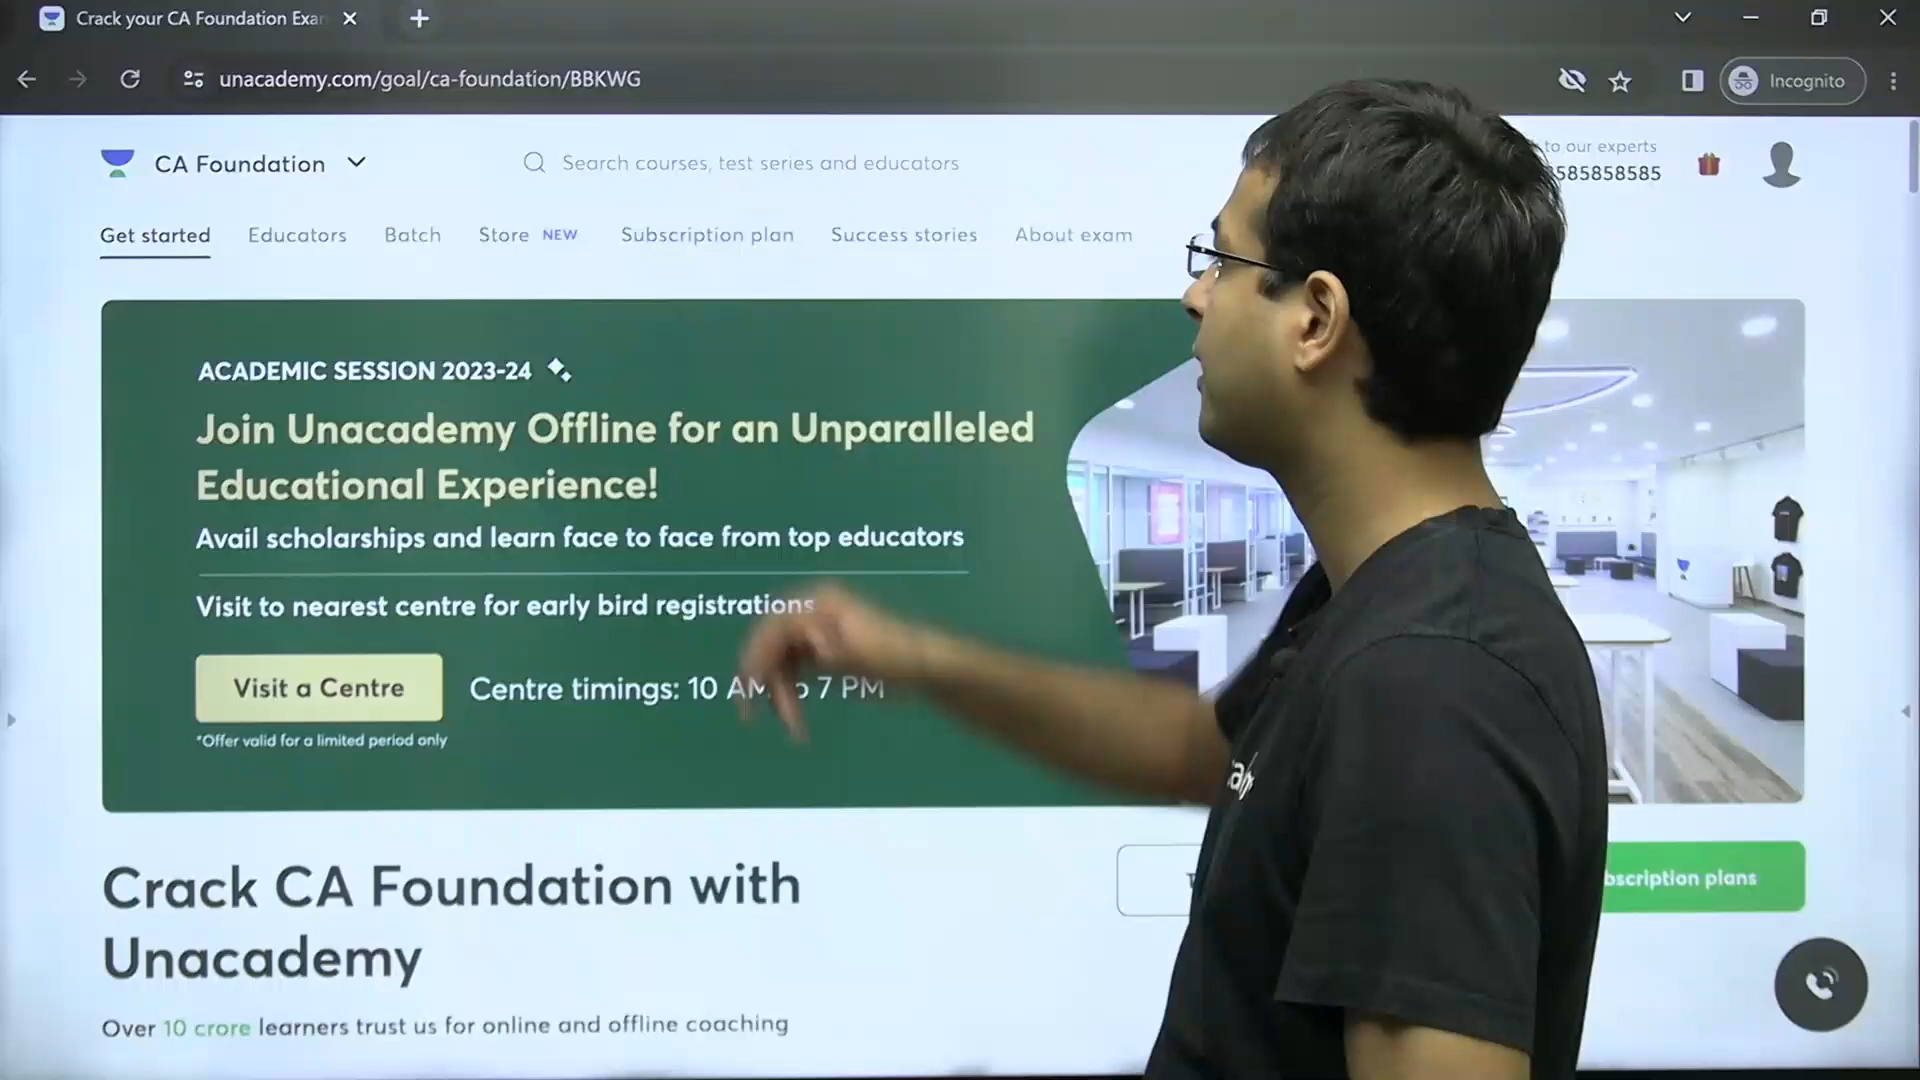 Crack your CA Foundation Exa
unacademy.com/goal/ca-foundation/BBKWG
Incognito
CA Foundation
Search courses, test series and educators
to our experts
585858585
Get started
Educators
Batch
Store NEW
Subscription plan
Success stories
About exam
ACADEMIC SESSION 2023-24
Join Unacademy Offline for an Unparalleled
Educational Experience!
Avail scholarships and learn face to face from top educators
Visit to nearest centre for early bird registrations
Visit a Centre
Centre timings: 10 AM 7 PM
*Offer valid for a limited period only
Crack CA Foundation with
Unacademy
bscription plans
Over 10 crore learners trust us for online and offline coaching